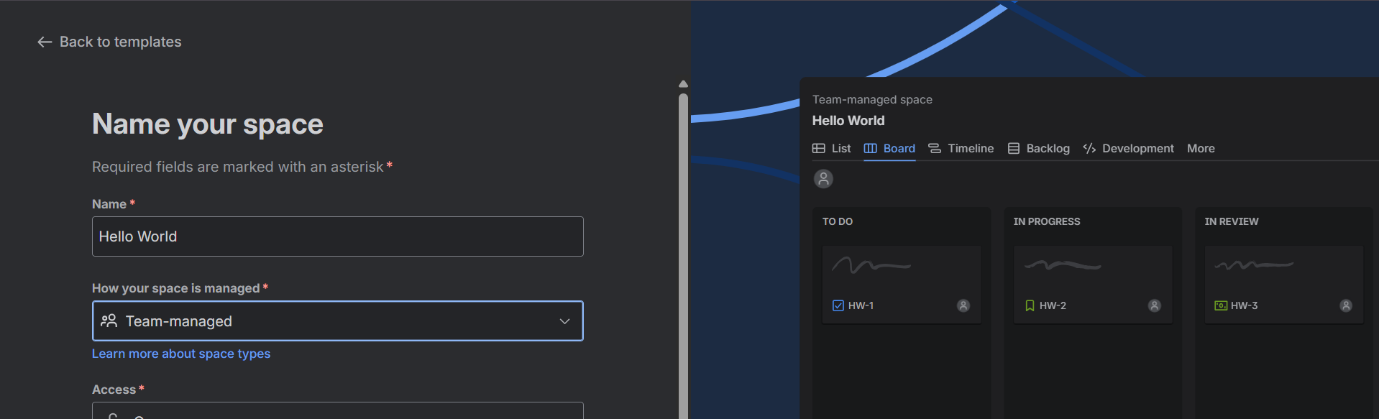 Back to templates
Name your space
Required fields are marked with an asterisk *
Name *
Hello World
How your space is managed *
Team-managed
Learn more about space types
Access *
Team-managed space
Hello World
List Board Timeline Backlog Development More
TO DO IN PROGRESS IN REVIEW
HW-1 HW-2 HW-3